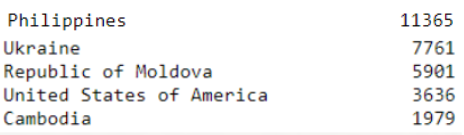 Philippines 11365
Ukraine 7761
Republic of Moldova 5901
United States of America 3636
Cambodia 1979